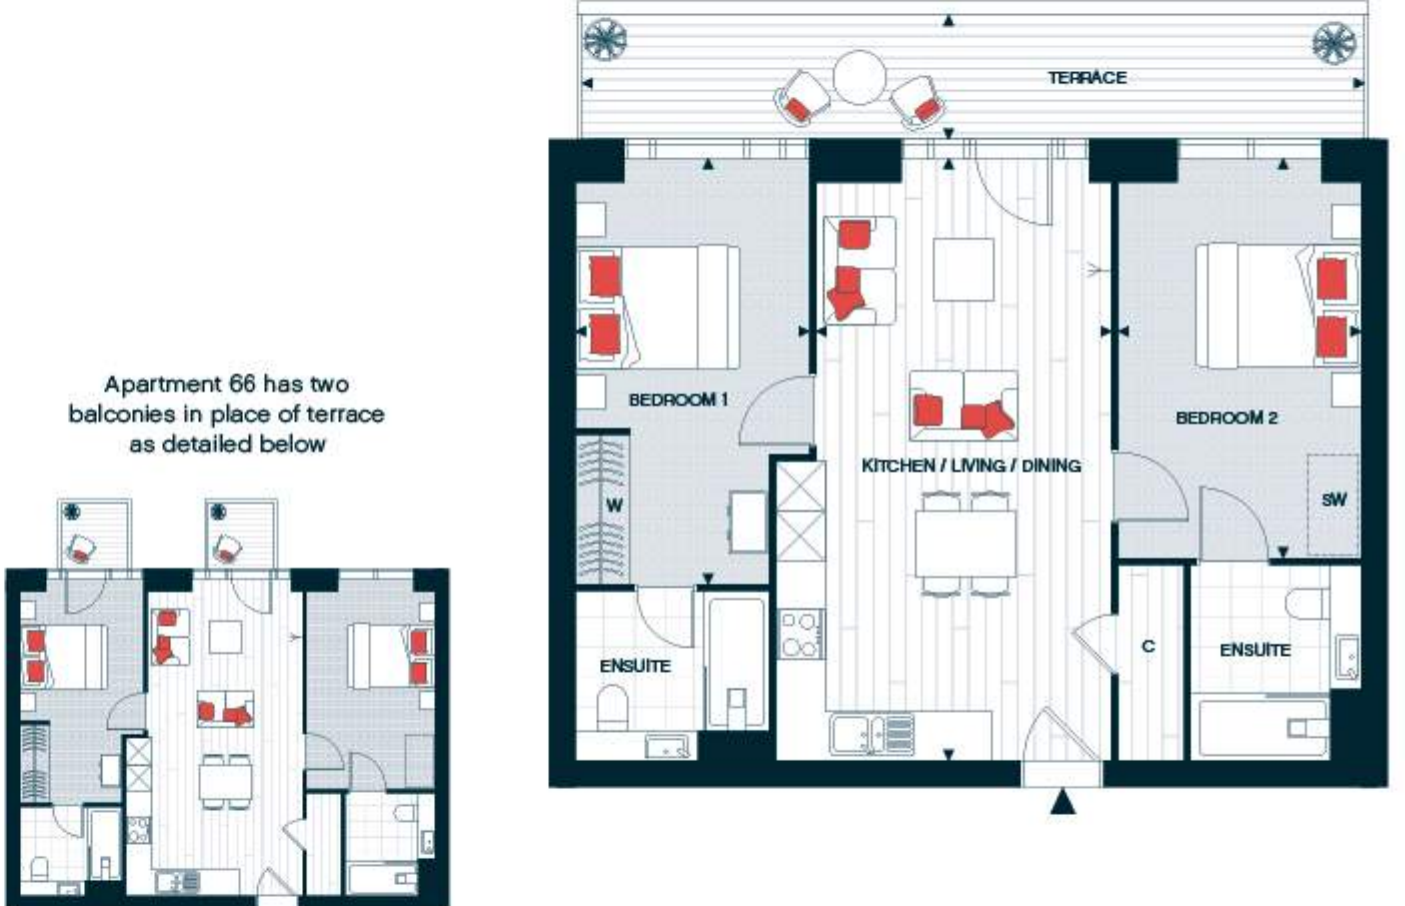 Apartment 66 has two
balconies in place of terrace
as detailed below
TERRACE
BEDROOM 1
BEDROOM 2
KITCHEN / LIVING / DINING
W
SW
ENSUITE
C
ENSUITE